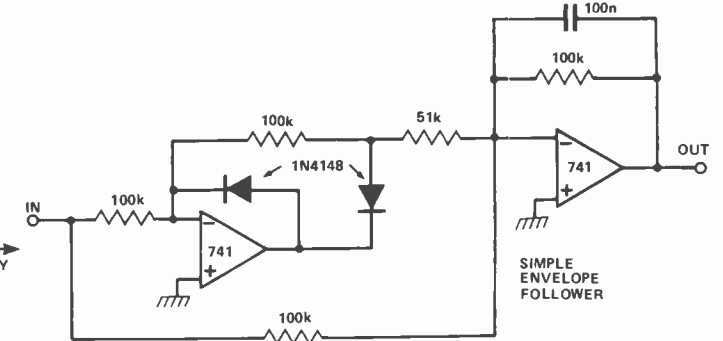 100n
100k
100k
51k
1N4148
OUT
741
−
+
100k
IN
−
741
+
Y
SIMPLE
ENVELOPE
FOLLOWER
100k